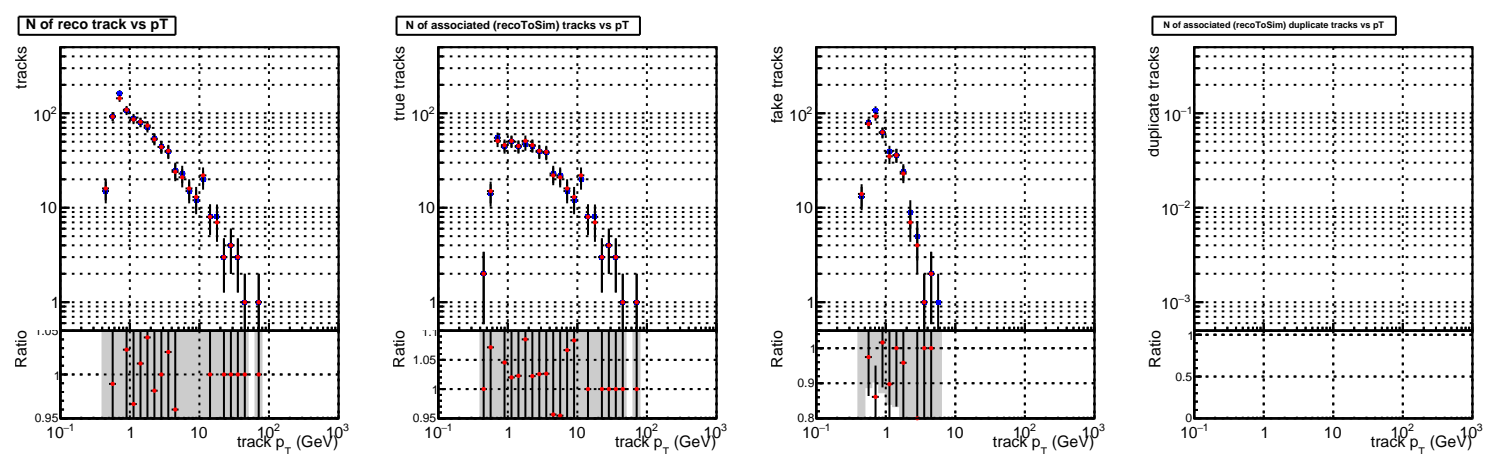 N of reco track vs pT
tracks
10²
10
1
Ratio
1.05
1
0.95
10⁻¹ 1 10 10² 10³
track pT (GeV)
N of associated (recoToSim) tracks vs pT
true tracks
10²
10
1
Ratio
1.1
1.05
1
0.95
10⁻¹ 1 10 10² 10³
track pT (GeV)
fake tracks
10²
10
1
Ratio
1
0.9
0.8
10⁻¹ 1 10 10² 10³
track pT (GeV)
N of associated (recoToSim) duplicate tracks vs pT
duplicate tracks
10⁻¹
10⁻²
10⁻³
Ratio
1
0.5
0
10⁻¹ 1 10 10² 10³
track pT (GeV)